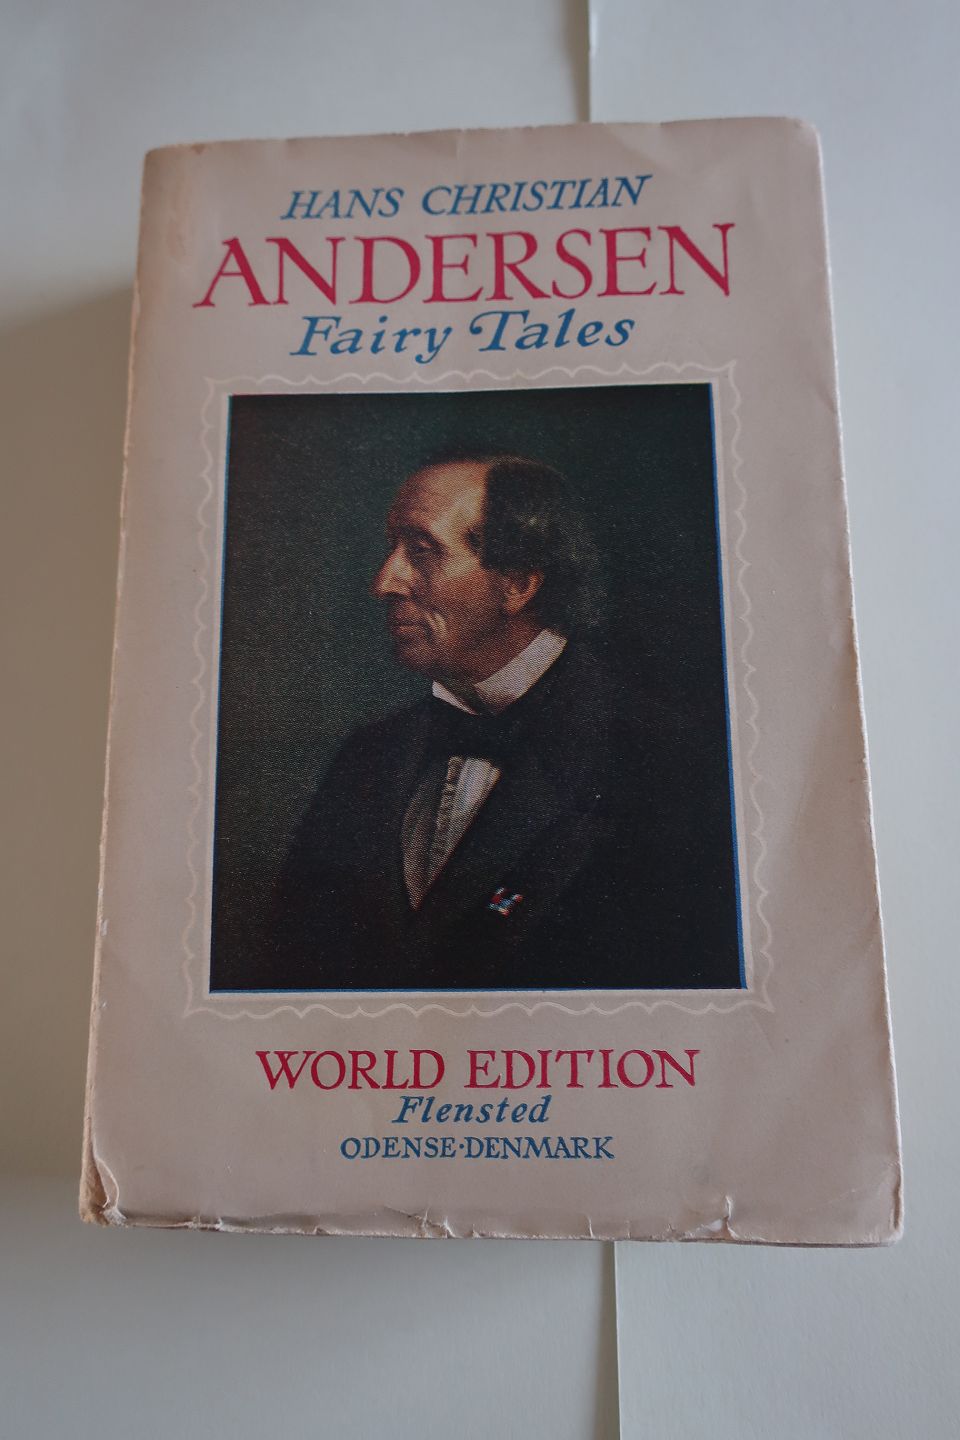 HANS CHRISTIAN
ANDERSEN
Fairy Tales
WORLD EDITION
Flensted
ODENSE·DENMARK